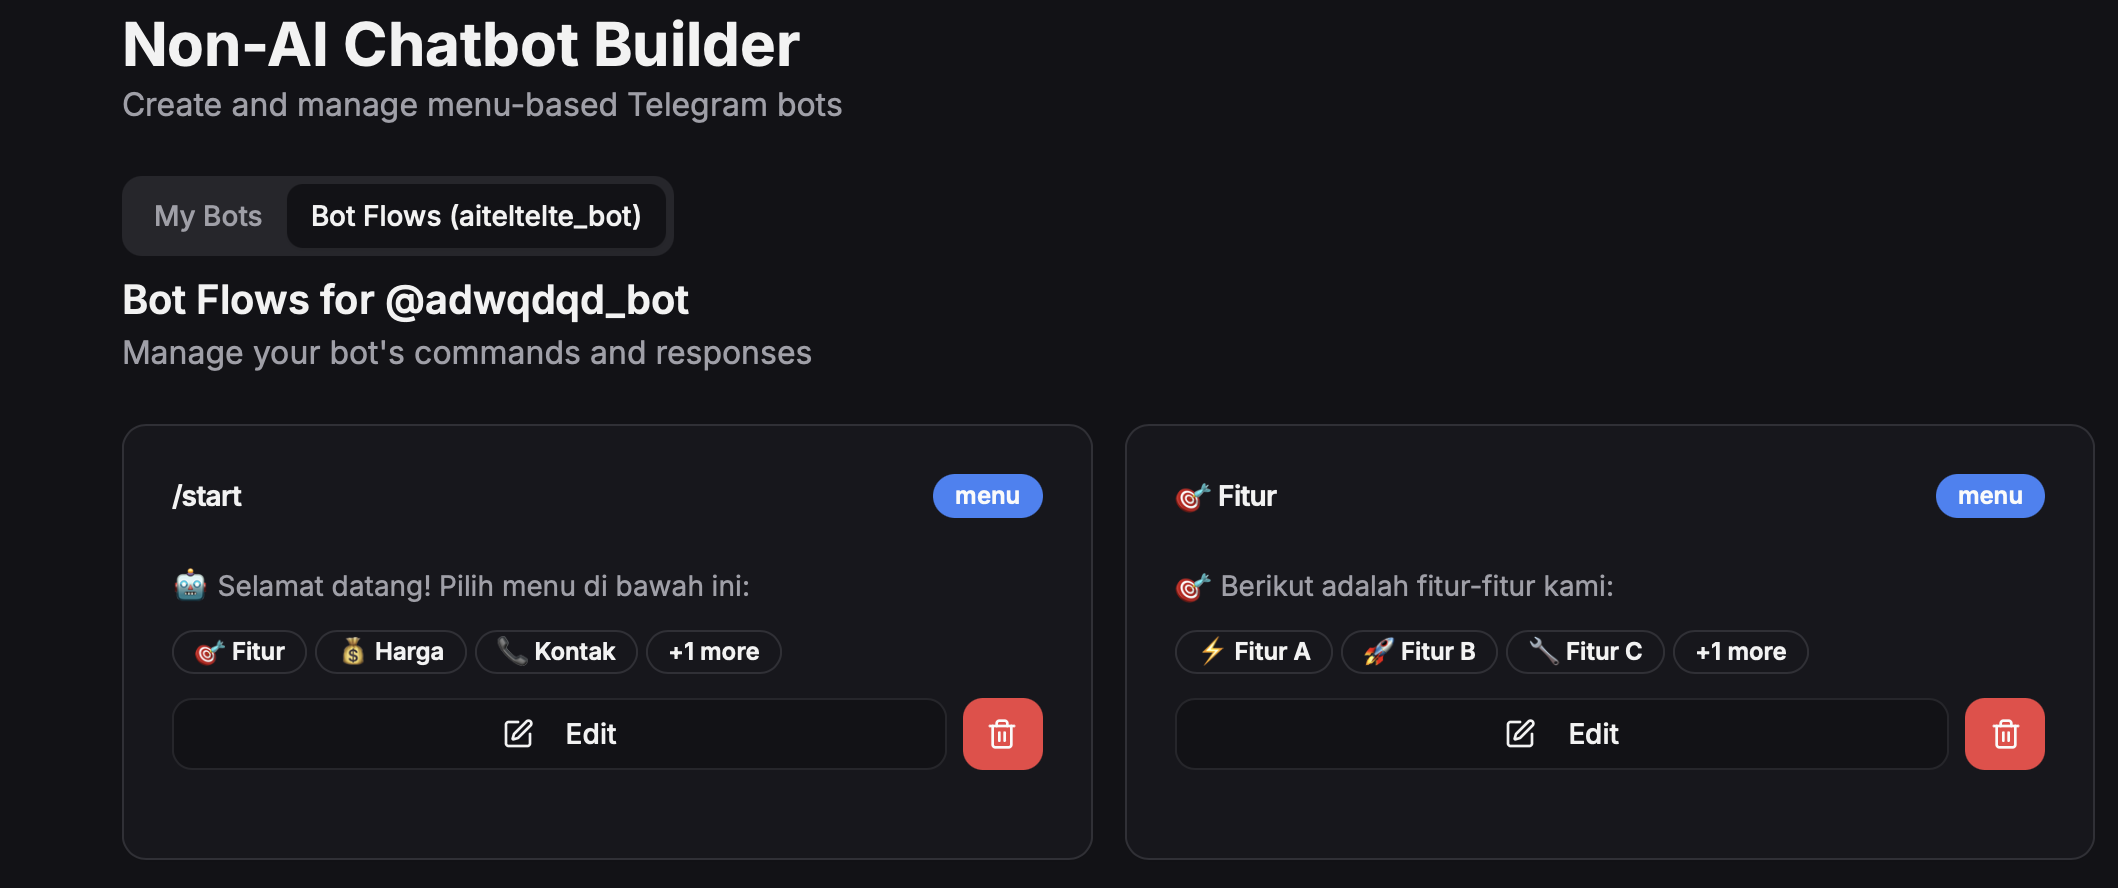 Non-AI Chatbot Builder
Create and manage menu-based Telegram bots
My Bots
Bot Flows (aiteltelte_bot)
Bot Flows for @adwqdqd_bot
Manage your bot's commands and responses
/start
menu
🤖 Selamat datang! Pilih menu di bawah ini:
🎯 Fitur
💰 Harga
📞 Kontak
+1 more
Edit
🎯 Fitur
menu
🎯 Berikut adalah fitur-fitur kami:
⚡ Fitur A
🚀 Fitur B
🔧 Fitur C
+1 more
Edit